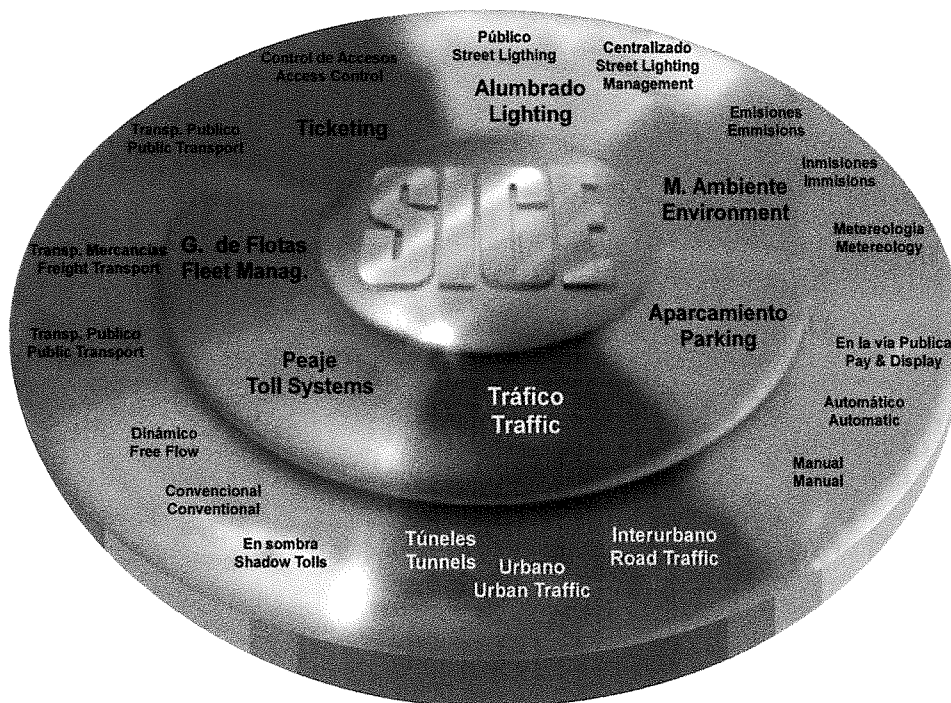 Control de Accesos
Access Control
Público
Street Ligthing
Centralizado
Street Lighting
Management
Alumbrado
Lighting
Transp. Publico
Public Transport
Ticketing
Emisiones
Emmisions
Inmisiones
Immisions
M. Ambiente
Environment
SICE
Metereología
Metereology
Transp. Mercancías
Freight Transport
G. de Flotas
Fleet Manag.
Transp. Publico
Public Transport
Aparcamiento
Parking
En la vía Publica
Pay & Display
Peaje
Toll Systems
Tráfico
Traffic
Automático
Automatic
Dinámico
Free Flow
Manual
Manual
Convencional
Conventional
En sombra
Shadow Tolls
Túneles
Tunnels
Urbano
Urban Traffic
Interurbano
Road Traffic